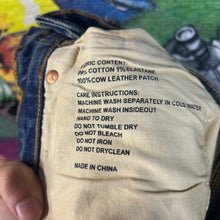 FABRIC CONTENT:
99% COTTON 1% ELASTANE
100% COW LEATHER PATCH
CARE INSTRUCTIONS:
MACHINE WASH SEPARATELY IN COLD WATER
MACHINE WASH INSIDEOUT
HANG TO DRY
DO NOT TUMBLE DRY
DO NOT BLEACH
DO NOT IRON
DO NOT DRYCLEAN
MADE IN CHINA